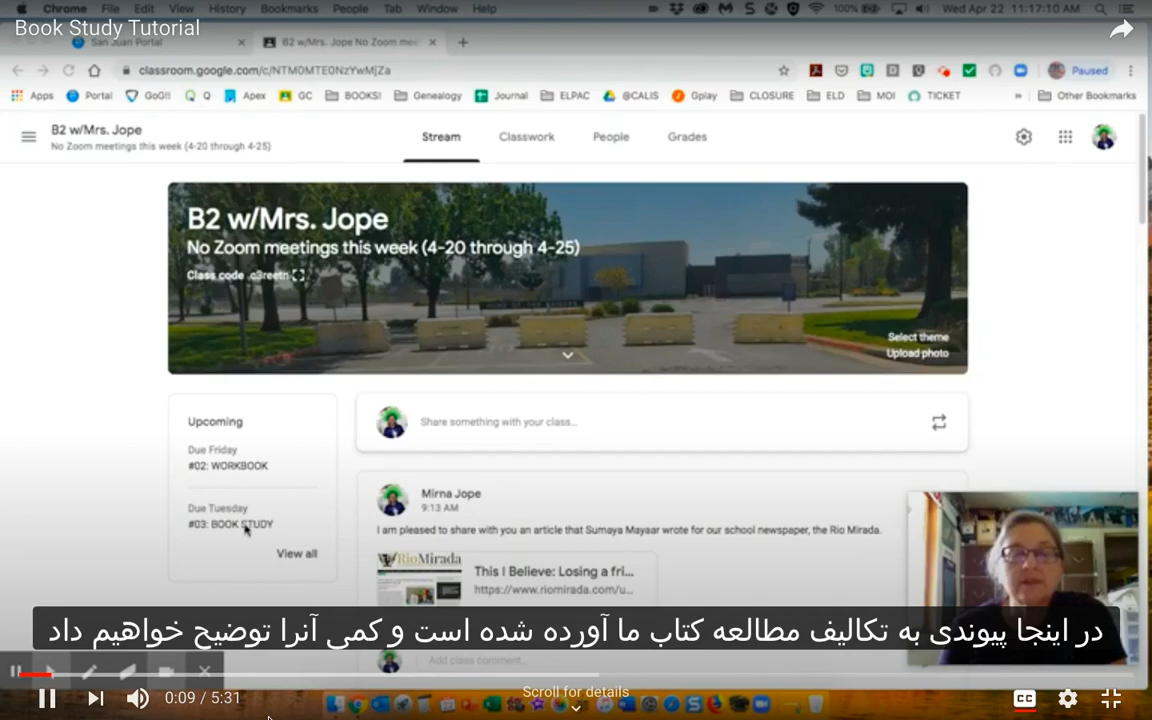 Chrome File Edit View History Bookmarks People Tab Window Help 100% Wed Apr 22 11:17:10 AM
Book Study Tutorial
San Juan Portal B2 w/Mrs. Jope No Zoom mee
classroom.google.com/c/NTM0MTE0NzYwMjZa Paused
Apps Portal GoG!! Q Apex GC BOOKS! Genealogy Journal ELPAC @CALIS Gplay CLOSURE ELD MOI TICKET Other Bookmarks
B2 w/Mrs. Jope
No Zoom meetings this week (4-20 through 4-25)
Stream Classwork People Grades
B2 w/Mrs. Jope
No Zoom meetings this week (4-20 through 4-25)
Class code c3reetn
Select theme
Upload photo
Upcoming
Due Friday
#02: WORKBOOK
Due Tuesday
#03: BOOK STUDY
View all
Share something with your class...
Mirna Jope
9:13 AM
I am pleased to share with you an article that Sumaya Mayaar wrote for our school newspaper, the Rio Mirada.
RioMirada
This I Believe: Losing a fri...
https://www.riomirada.com/u...
در اینجا پیوندی به تکالیف مطالعه کتاب ما آورده شده است و کمی آنرا توضیح خواهیم داد
Add class comment...
0:09 / 5:31
Scroll for details
CC